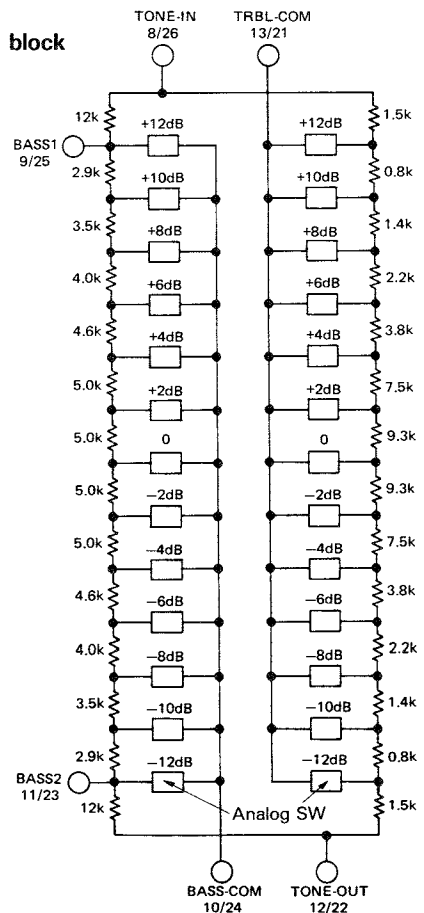 TONE-IN
8/26
TRBL-COM
13/21
block
12k
+12dB
+12dB
1.5k
BASS1
9/25
2.9k
+10dB
+10dB
0.8k
3.5k
+8dB
+8dB
1.4k
4.0k
+6dB
+6dB
2.2k
4.6k
+4dB
+4dB
3.8k
5.0k
+2dB
+2dB
7.5k
5.0k
0
0
9.3k
5.0k
−2dB
−2dB
9.3k
5.0k
−4dB
−4dB
7.5k
4.6k
−6dB
−6dB
3.8k
4.0k
−8dB
−8dB
2.2k
3.5k
−10dB
−10dB
1.4k
2.9k
−12dB
−12dB
0.8k
BASS2
11/23
12k
Analog SW
1.5k
BASS-COM
10/24
TONE-OUT
12/22